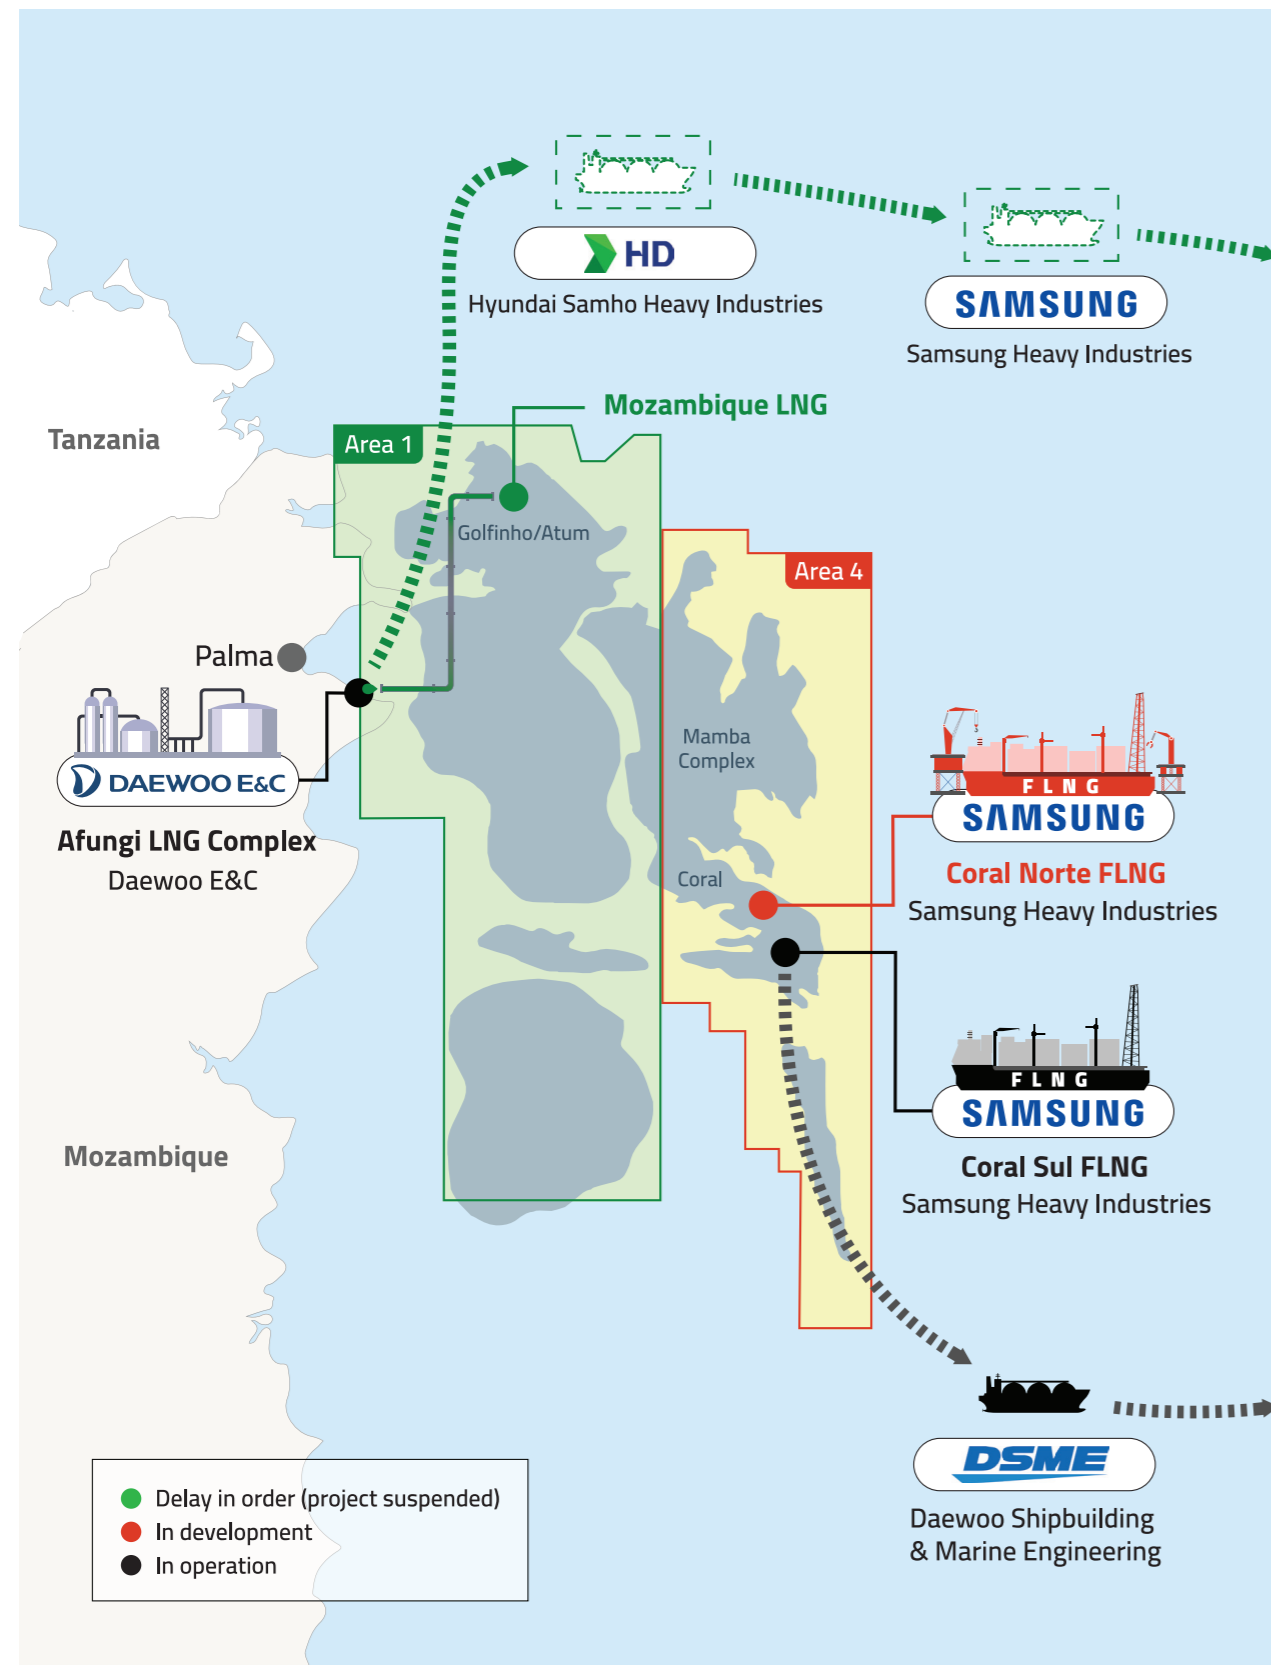 HD
Hyundai Samho Heavy Industries
SAMSUNG
Samsung Heavy Industries
Mozambique LNG
Tanzania
Area 1
Golfinho/Atum
Area 4
Palma
Mamba
Complex
DAEWOO E&C
Afungi LNG Complex
Daewoo E&C
FLNG
SAMSUNG
Coral Norte FLNG
Samsung Heavy Industries
Coral
FLNG
SAMSUNG
Coral Sul FLNG
Samsung Heavy Industries
Mozambique
DSME
Daewoo Shipbuilding
& Marine Engineering
Delay in order (project suspended)
In development
In operation